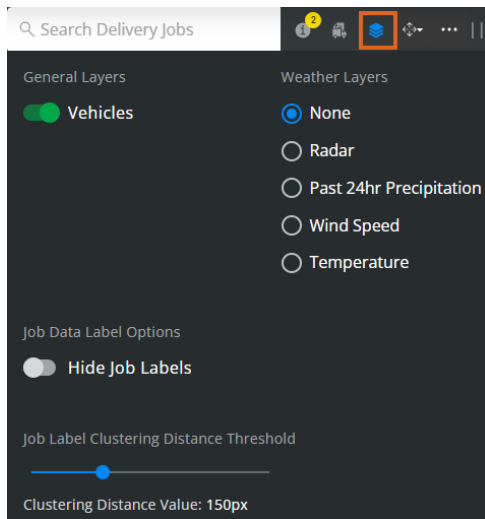 Search Delivery Jobs
2
General Layers
Weather Layers
Vehicles
None
Radar
Past 24hr Precipitation
Wind Speed
Temperature
Job Data Label Options
Hide Job Labels
Job Label Clustering Distance Threshold
Clustering Distance Value: 150px